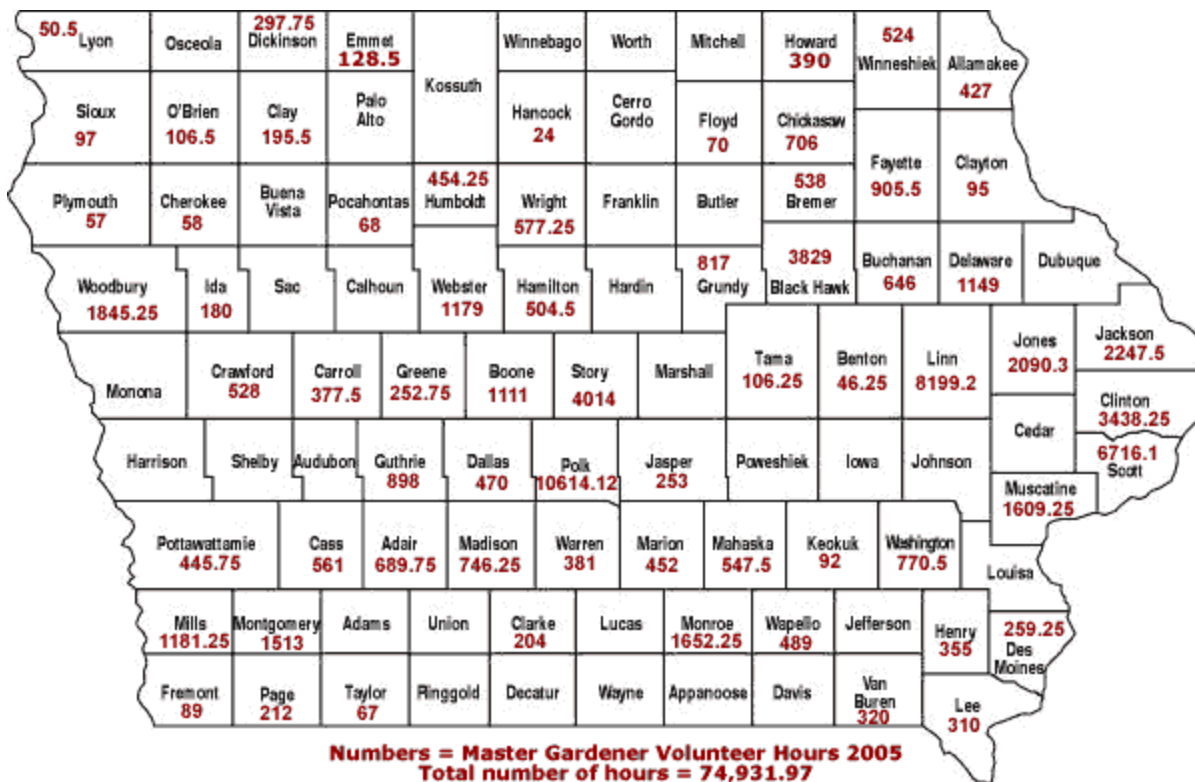 50.5 Lyon
Osceola
297.75
Dickinson
Emmet
128.5
Kossuth
Winnebago
Worth
Mitchell
Howard
390
524
Winneshiek
Allamakee
427
Sioux
97
O'Brien
106.5
Clay
195.5
Palo
Alto
Hancock
24
Cerro
Gordo
Floyd
70
Chickasaw
706
Fayette
905.5
Clayton
95
Plymouth
57
Cherokee
58
Buena
Vista
Pocahontas
68
454.25
Humboldt
Wright
577.25
Franklin
Butler
538
Bremer
Woodbury
1845.25
Ida
180
Sac
Calhoun
Webster
1179
Hamilton
504.5
Hardin
817
Grundy
3829
Black Hawk
Buchanan
646
Delaware
1149
Dubuque
Monona
Crawford
528
Carroll
377.5
Greene
252.75
Boone
1111
Story
4014
Marshall
Tama
106.25
Benton
46.25
Linn
8199.2
Jones
2090.3
Jackson
2247.5
Clinton
3438.25
Harrison
Shelby
Audubon
Guthrie
898
Dallas
470
Polk
10614.12
Jasper
253
Poweshiek
Iowa
Johnson
Cedar
6716.1
Scott
Muscatine
1609.25
Pottawattamie
445.75
Cass
561
Adair
689.75
Madison
746.25
Warren
381
Marion
452
Mahaska
547.5
Keokuk
92
Washington
770.5
Louisa
Mills
1181.25
Montgomery
1513
Adams
Union
Clarke
204
Lucas
Monroe
1652.25
Wapello
489
Jefferson
Henry
355
259.25
Des
Moines
Fremont
89
Page
212
Taylor
67
Ringgold
Decatur
Wayne
Appanoose
Davis
Van
Buren
320
Lee
310
Numbers = Master Gardener Volunteer Hours 2005
Total number of hours = 74,931.97